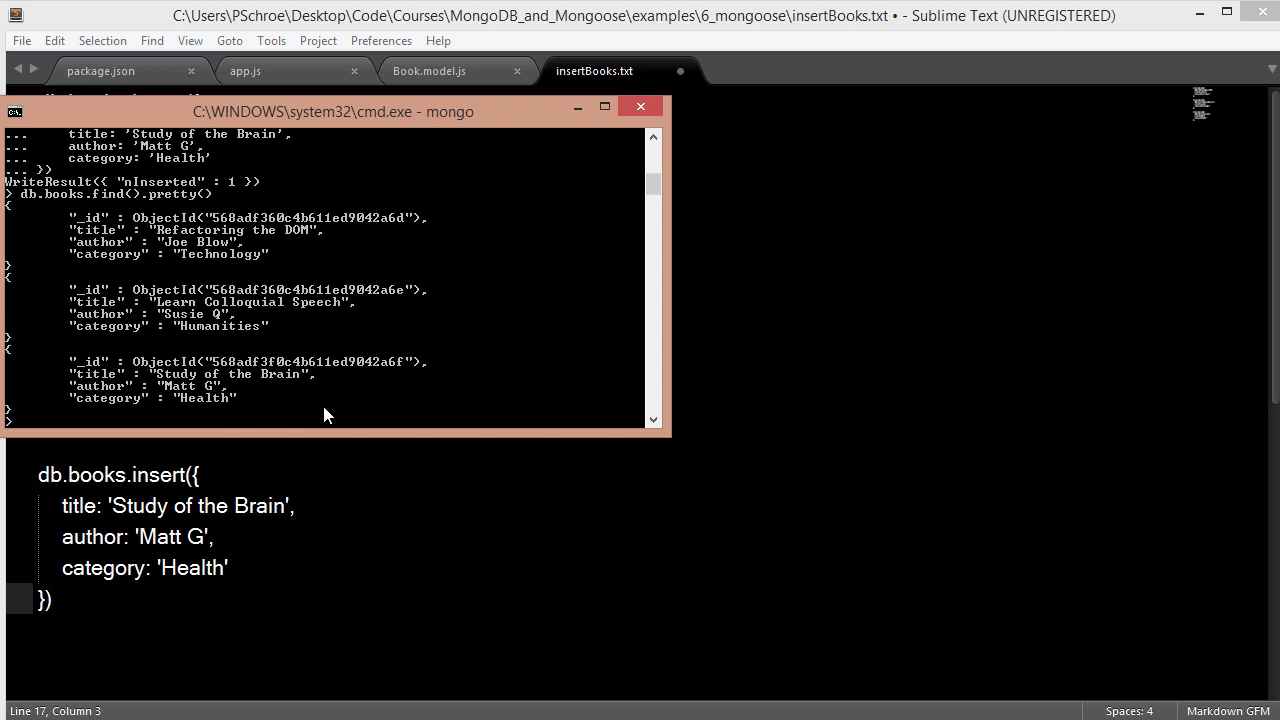 C:\Users\PSchroe\Desktop\Code\Courses\MongoDB_and_Mongoose\examples\6_mongoose\insertBooks.txt • - Sublime Text (UNREGISTERED)
File Edit Selection Find View Goto Tools Project Preferences Help
package.json app.js Book.model.js insertBooks.txt
C:\WINDOWS\system32\cmd.exe - mongo
... title: 'Study of the Brain',
... author: 'Matt G',
... category: 'Health'
... })
WriteResult({ "nInserted" : 1 })
> db.books.find().pretty()
{
"_id" : ObjectId("568adf360c4b611ed9042a6d"),
"title" : "Refactoring the DOM",
"author" : "Joe Blow",
"category" : "Technology"
}
{
"_id" : ObjectId("568adf360c4b611ed9042a6e"),
"title" : "Learn Colloquial Speech",
"author" : "Susie Q",
"category" : "Humanities"
}
{
"_id" : ObjectId("568adf3f0c4b611ed9042a6f"),
"title" : "Study of the Brain",
"author" : "Matt G",
"category" : "Health"
}
>
db.books.insert({
title: 'Study of the Brain',
author: 'Matt G',
category: 'Health'
})
Line 17, Column 3 Spaces: 4 Markdown GFM